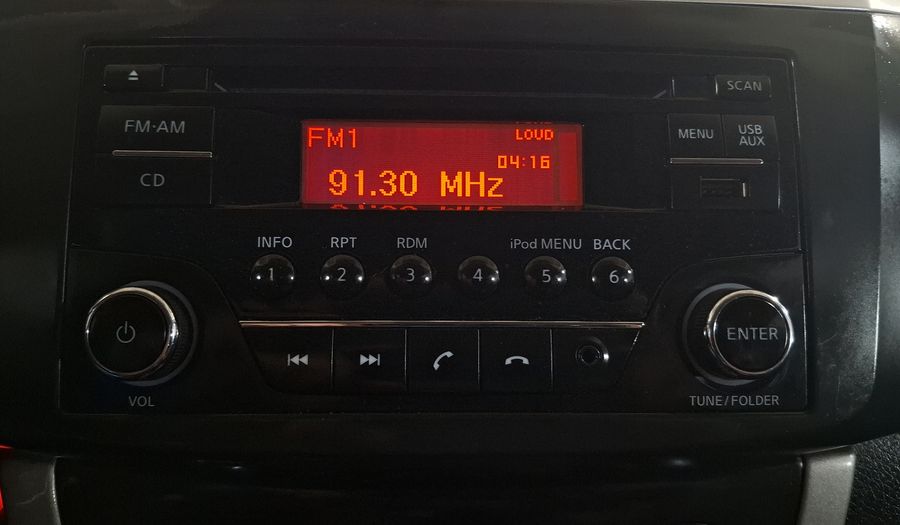 SCAN
FM·AM
CD
FM1
LOUD
04:16
91.30 MHz
MENU
USB
AUX
INFO RPT RDM iPod MENU BACK
1 2 3 4 5 6
ENTER
VOL
TUNE/FOLDER